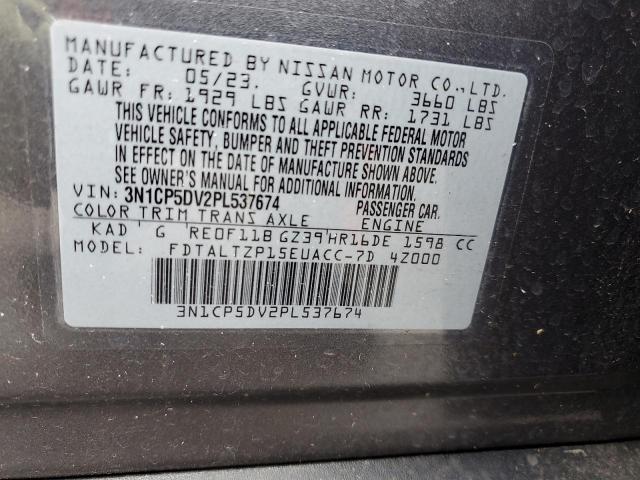 MANUFACTURED BY NISSAN MOTOR CO., LTD.
DATE: 05/23. GVWR: 3660 LBS
GAWR FR: 1929 LBS GAWR RR: 1731 LBS
THIS VEHICLE CONFORMS TO ALL APPLICABLE FEDERAL MOTOR
VEHICLE SAFETY, BUMPER AND THEFT PREVENTION STANDARDS
IN EFFECT ON THE DATE OF MANUFACTURE SHOWN ABOVE.
SEE OWNER'S MANUAL FOR ADDITIONAL INFORMATION.
VIN: 3N1CP5DV2PL537674 PASSENGER CAR.
COLOR TRIM TRANS AXLE ENGINE
KAD G RE0F11B GZ39 HR16DE 1598 CC
MODEL: FDTALTZP15EUACC-7D 4Z000
3N1CP5DV2PL537674